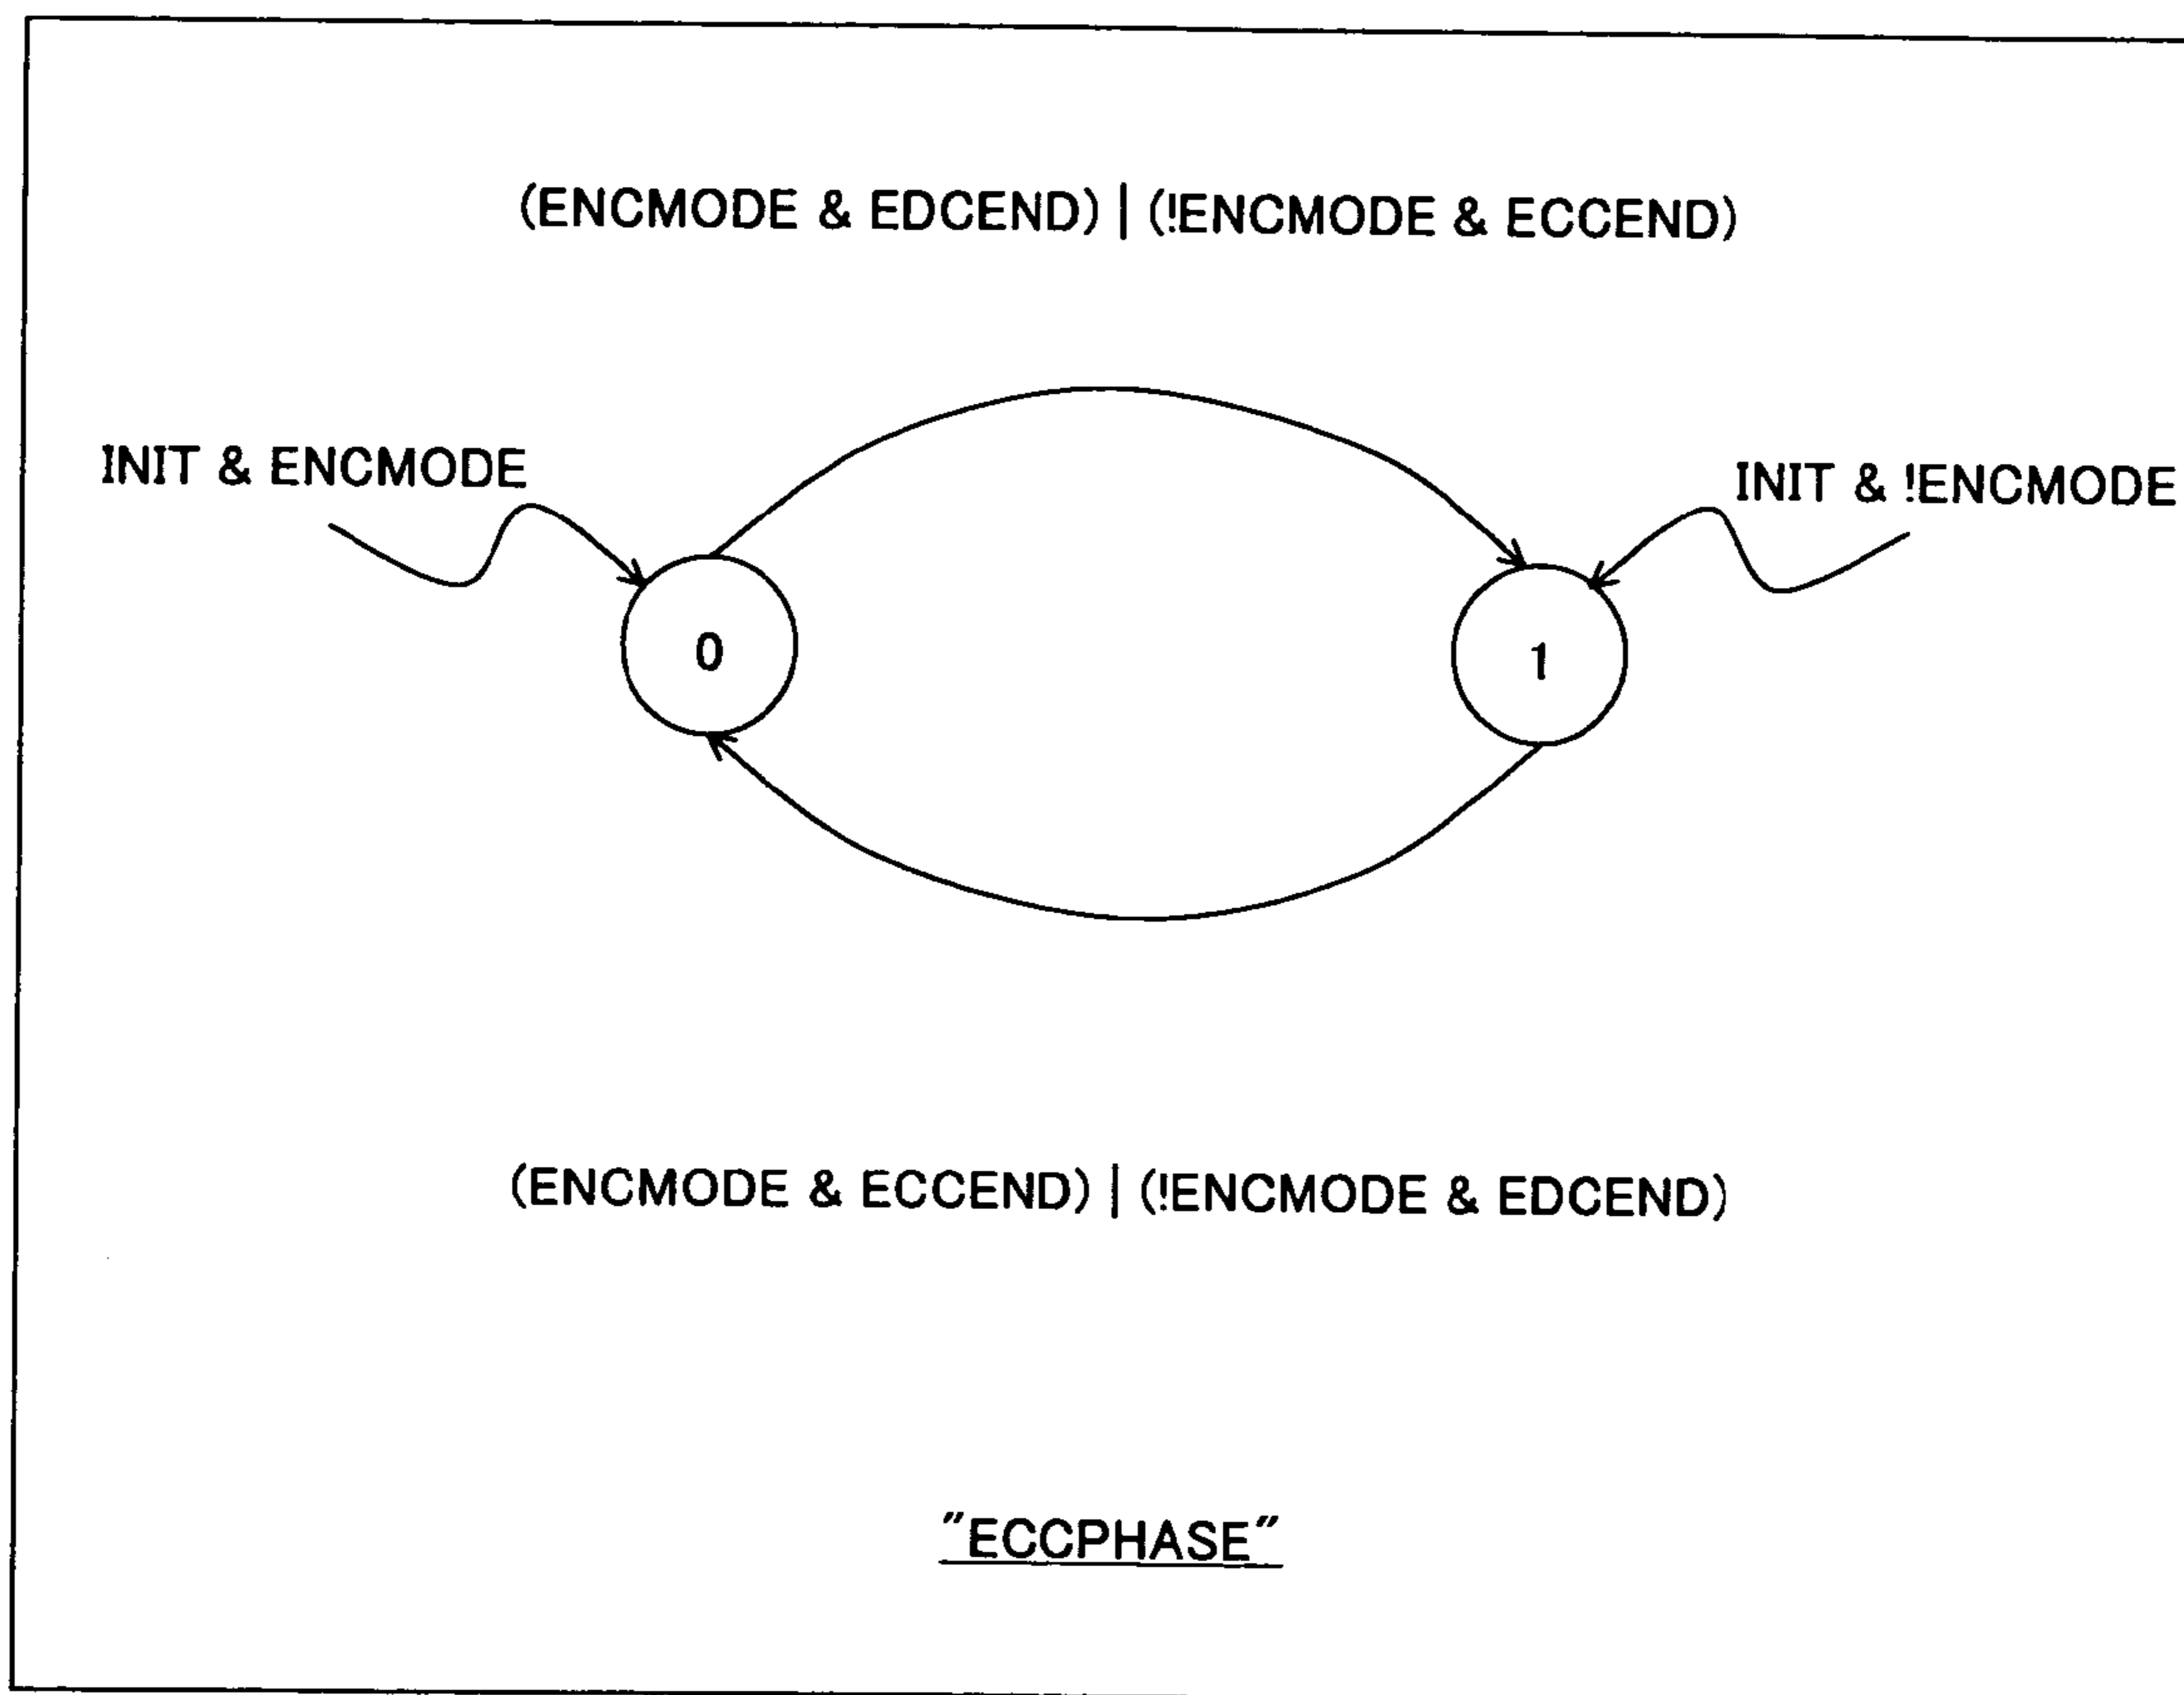 (ENCMODE & EDCEND) | (!ENCMODE & ECCEND)
INIT & ENCMODE
INIT & !ENCMODE
0
1
(ENCMODE & ECCEND) | (!ENCMODE & EDCEND)
"ECCPHASE"